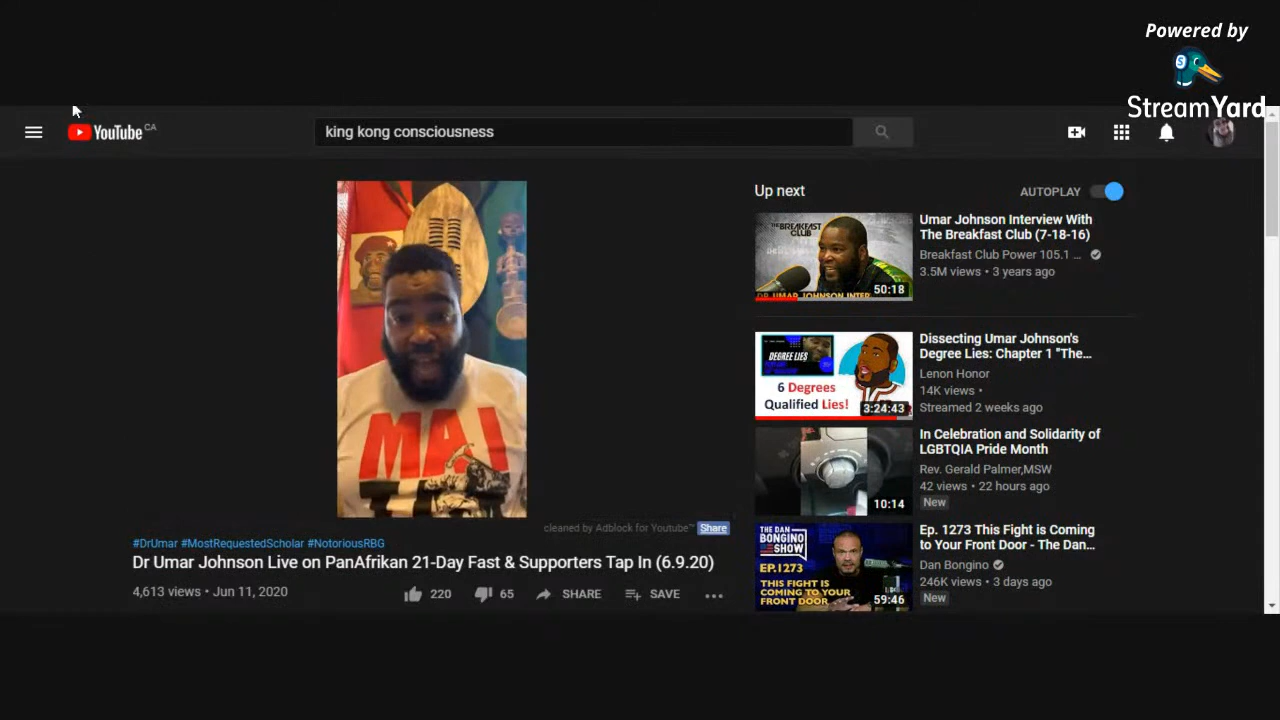 Powered by
StreamYard
YouTube CA
king kong consciousness
MAI
#DrUmar #MostRequestedScholar #NotoriousRBG
Dr Umar Johnson Live on PanAfrikan 21-Day Fast & Supporters Tap In (6.9.20)
4,613 views • Jun 11, 2020
220
65
SHARE
SAVE
cleaned by Adblock for Youtube™ Share
Up next
AUTOPLAY
THE BREAKFAST CLUB
50:18
Umar Johnson Interview With
The Breakfast Club (7-18-16)
Breakfast Club Power 105.1 ...
3.5M views • 3 years ago
DEGREE LIES
6 Degrees
Qualified Lies!
3:24:43
Dissecting Umar Johnson's
Degree Lies: Chapter 1 "The...
Lenon Honor
14K views •
Streamed 2 weeks ago
10:14
In Celebration and Solidarity of
LGBTQIA Pride Month
Rev. Gerald Palmer,MSW
42 views • 22 hours ago
New
THE DAN
BONGINO
SHOW
EP.1273
THIS FIGHT IS
COMING TO YOUR
FRONT DOOR
59:46
Ep. 1273 This Fight is Coming
to Your Front Door - The Dan...
Dan Bongino
246K views • 3 days ago
New